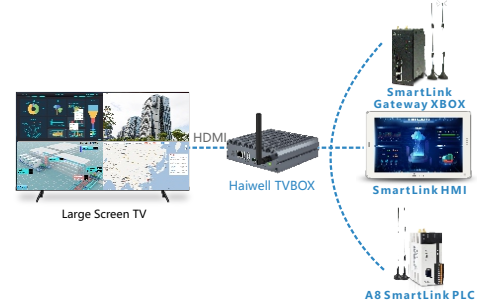 SmartLink
Gateway XBOX
HDMI
Haiwell TVBOX
SmartLink HMI
Large Screen TV
A8 SmartLink PLC